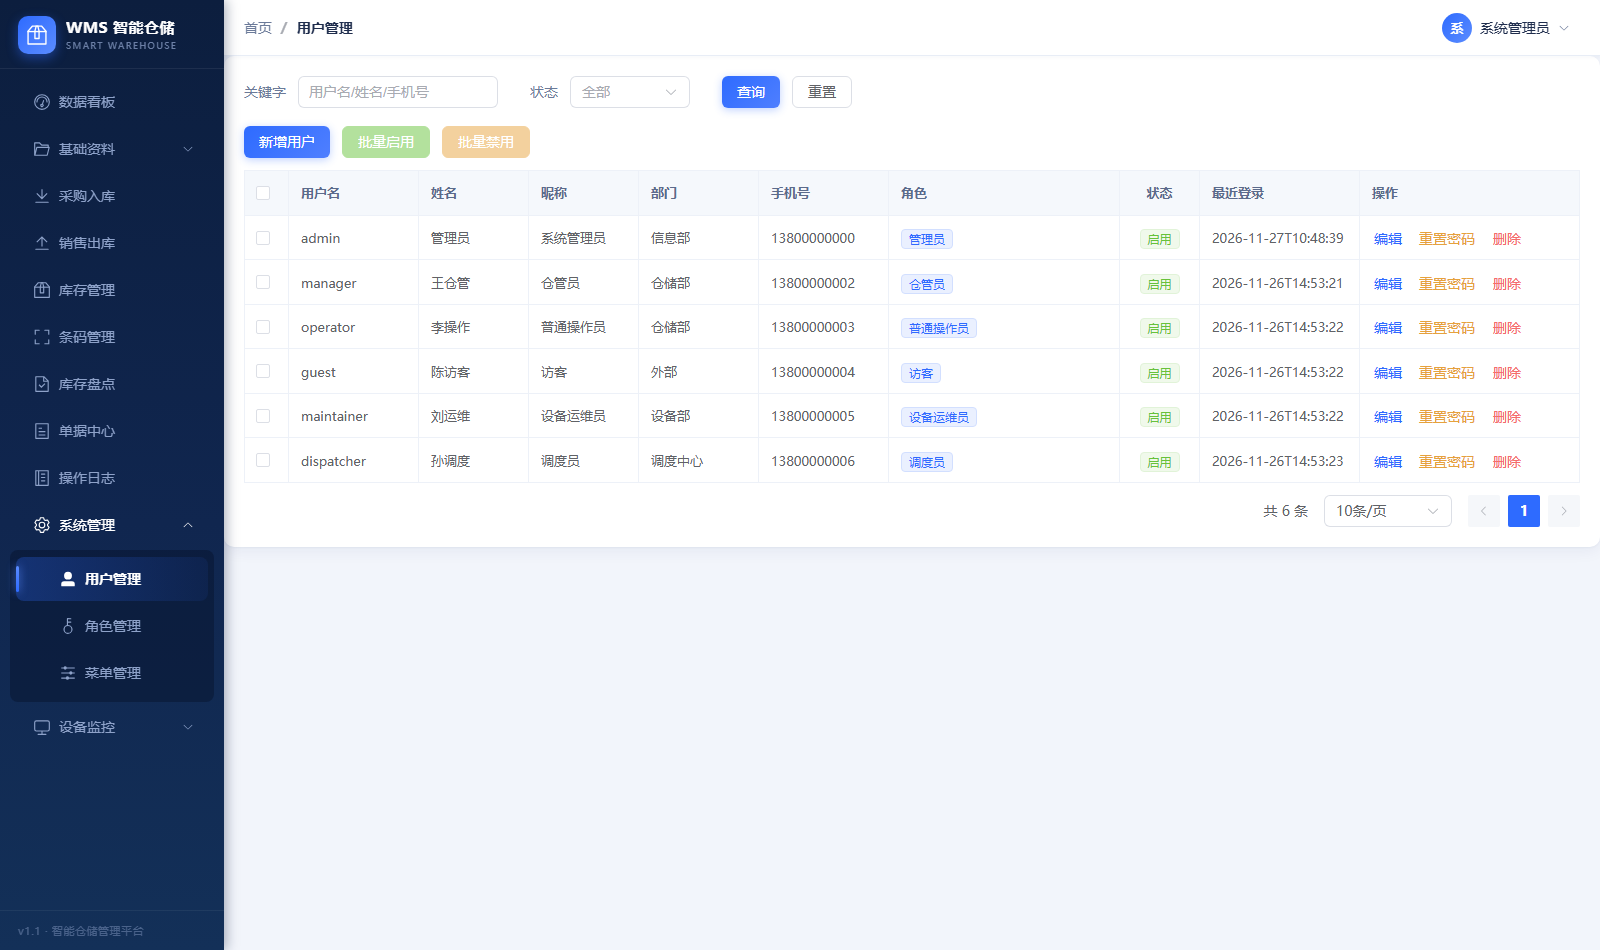 WMS 智能仓储
SMART WAREHOUSE
数据看板
基础资料
采购入库
销售出库
库存管理
条码管理
库存盘点
单据中心
操作日志
系统管理
用户管理
角色管理
菜单管理
设备监控
v1.1 · 智能仓储管理平台
首页 / 用户管理
系 系统管理员
关键字 用户名/姓名/手机号 状态 全部 查询 重置
新增用户 批量启用 批量禁用
用户名 姓名 昵称 部门 手机号 角色 状态 最近登录 操作
admin 管理员 系统管理员 信息部 13800000000 管理员 启用 2026-11-27T10:48:39 编辑 重置密码 删除
manager 王仓管 仓管员 仓储部 13800000002 仓管员 启用 2026-11-26T14:53:21 编辑 重置密码 删除
operator 李操作 普通操作员 仓储部 13800000003 普通操作员 启用 2026-11-26T14:53:22 编辑 重置密码 删除
guest 陈访客 访客 外部 13800000004 访客 启用 2026-11-26T14:53:22 编辑 重置密码 删除
maintainer 刘运维 设备运维员 设备部 13800000005 设备运维员 启用 2026-11-26T14:53:22 编辑 重置密码 删除
dispatcher 孙调度 调度员 调度中心 13800000006 调度员 启用 2026-11-26T14:53:23 编辑 重置密码 删除
共 6 条 10条/页 1